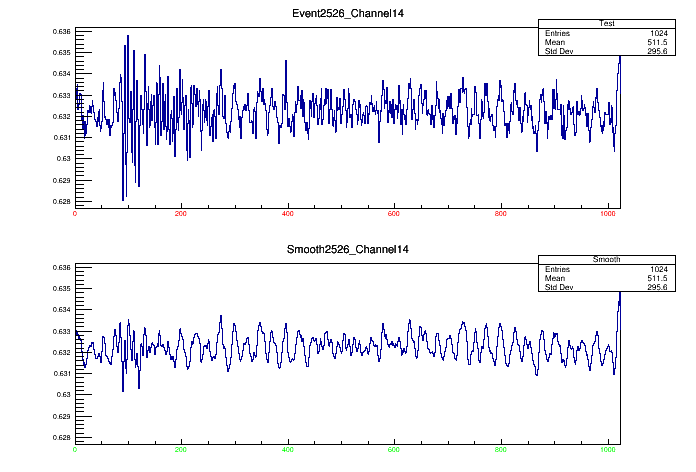 Event2526_Channel14
Test
Entries 1024
Mean 511.5
Std Dev 295.6
0.636
0.635
0.634
0.633
0.632
0.631
0.63
0.629
0.628
0 200 400 600 800 1000
Smooth2526_Channel14
Smooth
Entries 1024
Mean 511.5
Std Dev 295.6
0.636
0.635
0.634
0.633
0.632
0.631
0.63
0.629
0.628
0 200 400 600 800 1000